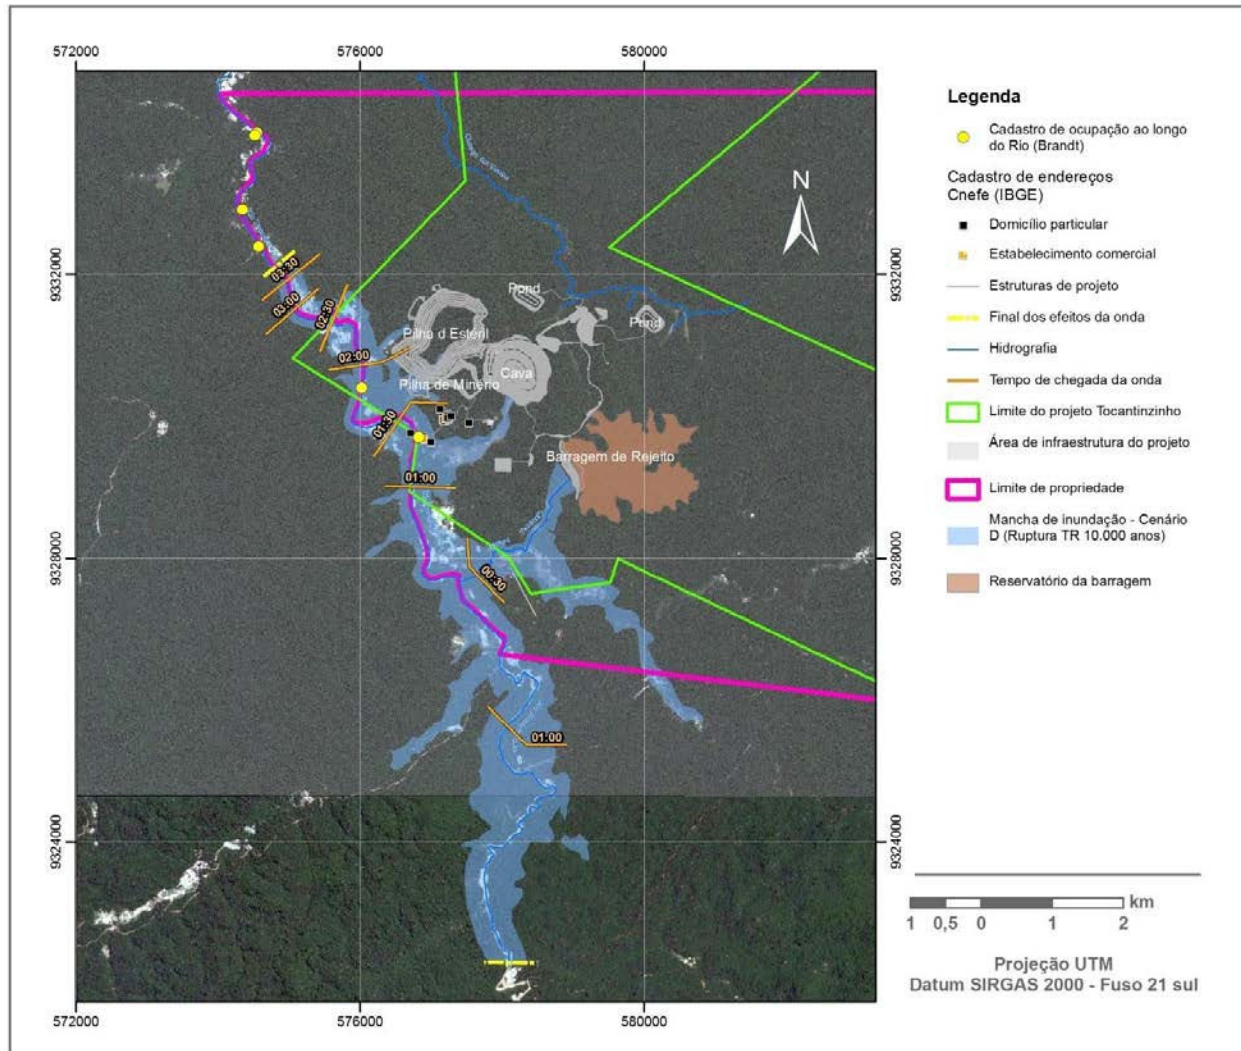 572000
576000
580000
9332000
9332000
9328000
9328000
9324000
9324000
03:30
03:00
02:30
02:00
01:30
01:00
00:30
01:00
Pond
Pond
Pilha d Estéril
Cava
Pilha de Minério
Barragem de Rejeito
572000
576000
580000
Legenda
Cadastro de ocupação ao longo
do Rio (Brandt)
Cadastro de endereços
Cnefe (IBGE)
Domicílio particular
Estabelecimento comercial
Estruturas de projeto
Final dos efeitos da onda
Hidrografia
Tempo de chegada da onda
Limite do projeto Tocantinzinho
Área de infraestrutura do projeto
Limite de propriedade
Mancha de inundação - Cenário
D (Ruptura TR 10.000 anos)
Reservatório da barragem
N
km
1 0,5 0 1 2
Projeção UTM
Datum SIRGAS 2000 - Fuso 21 sul